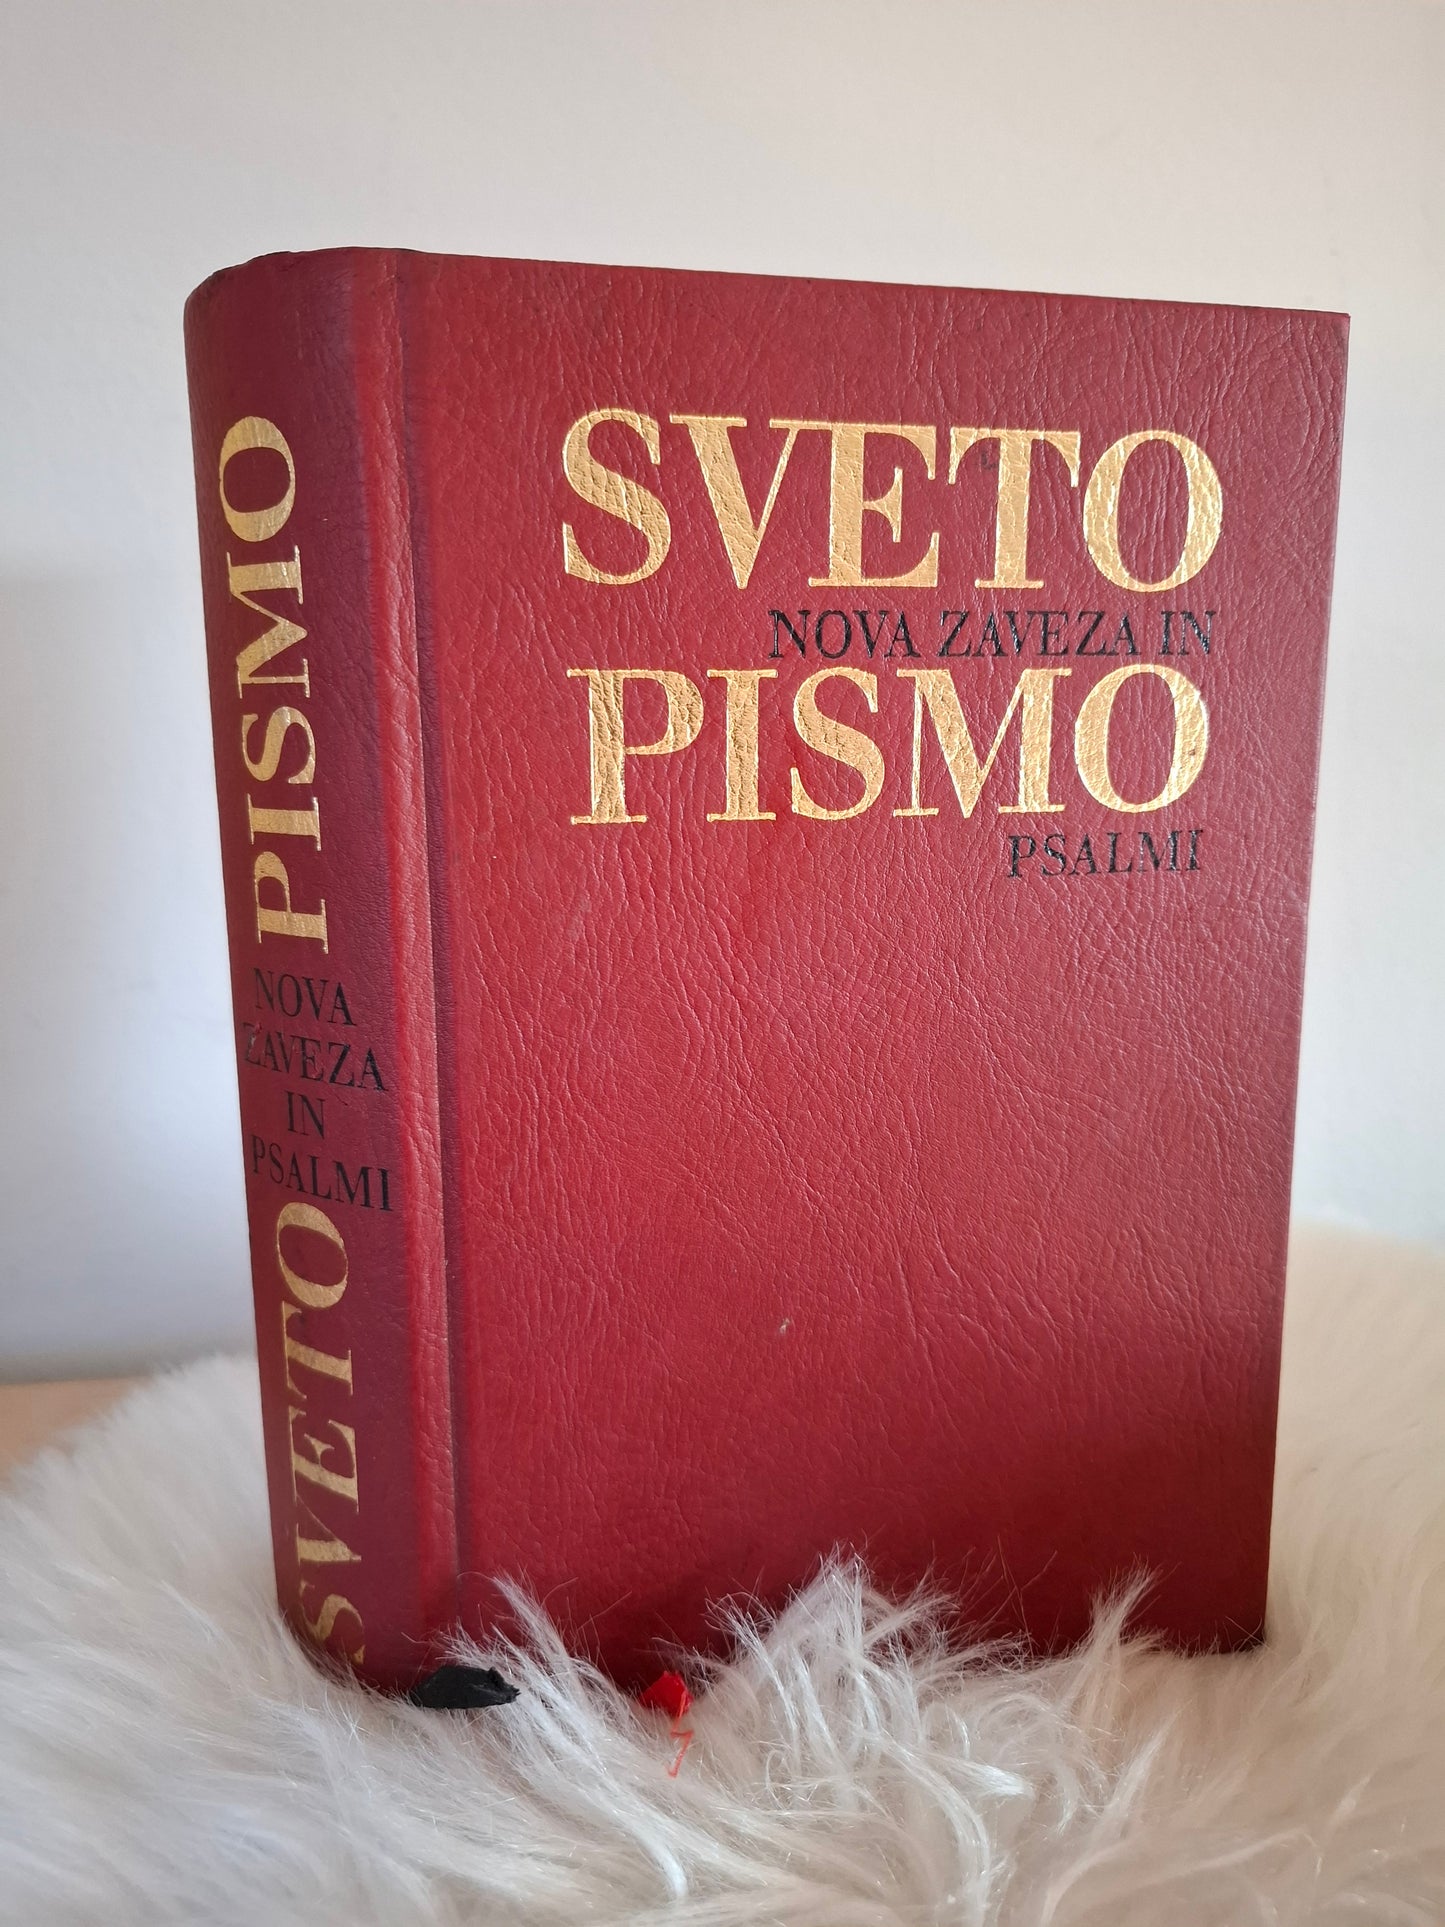 SVETO
NOVA ZAVEZA IN
PISMO
PSALMI
SVETO
NOVA
ZAVEZA
IN
PSALMI
PISMO